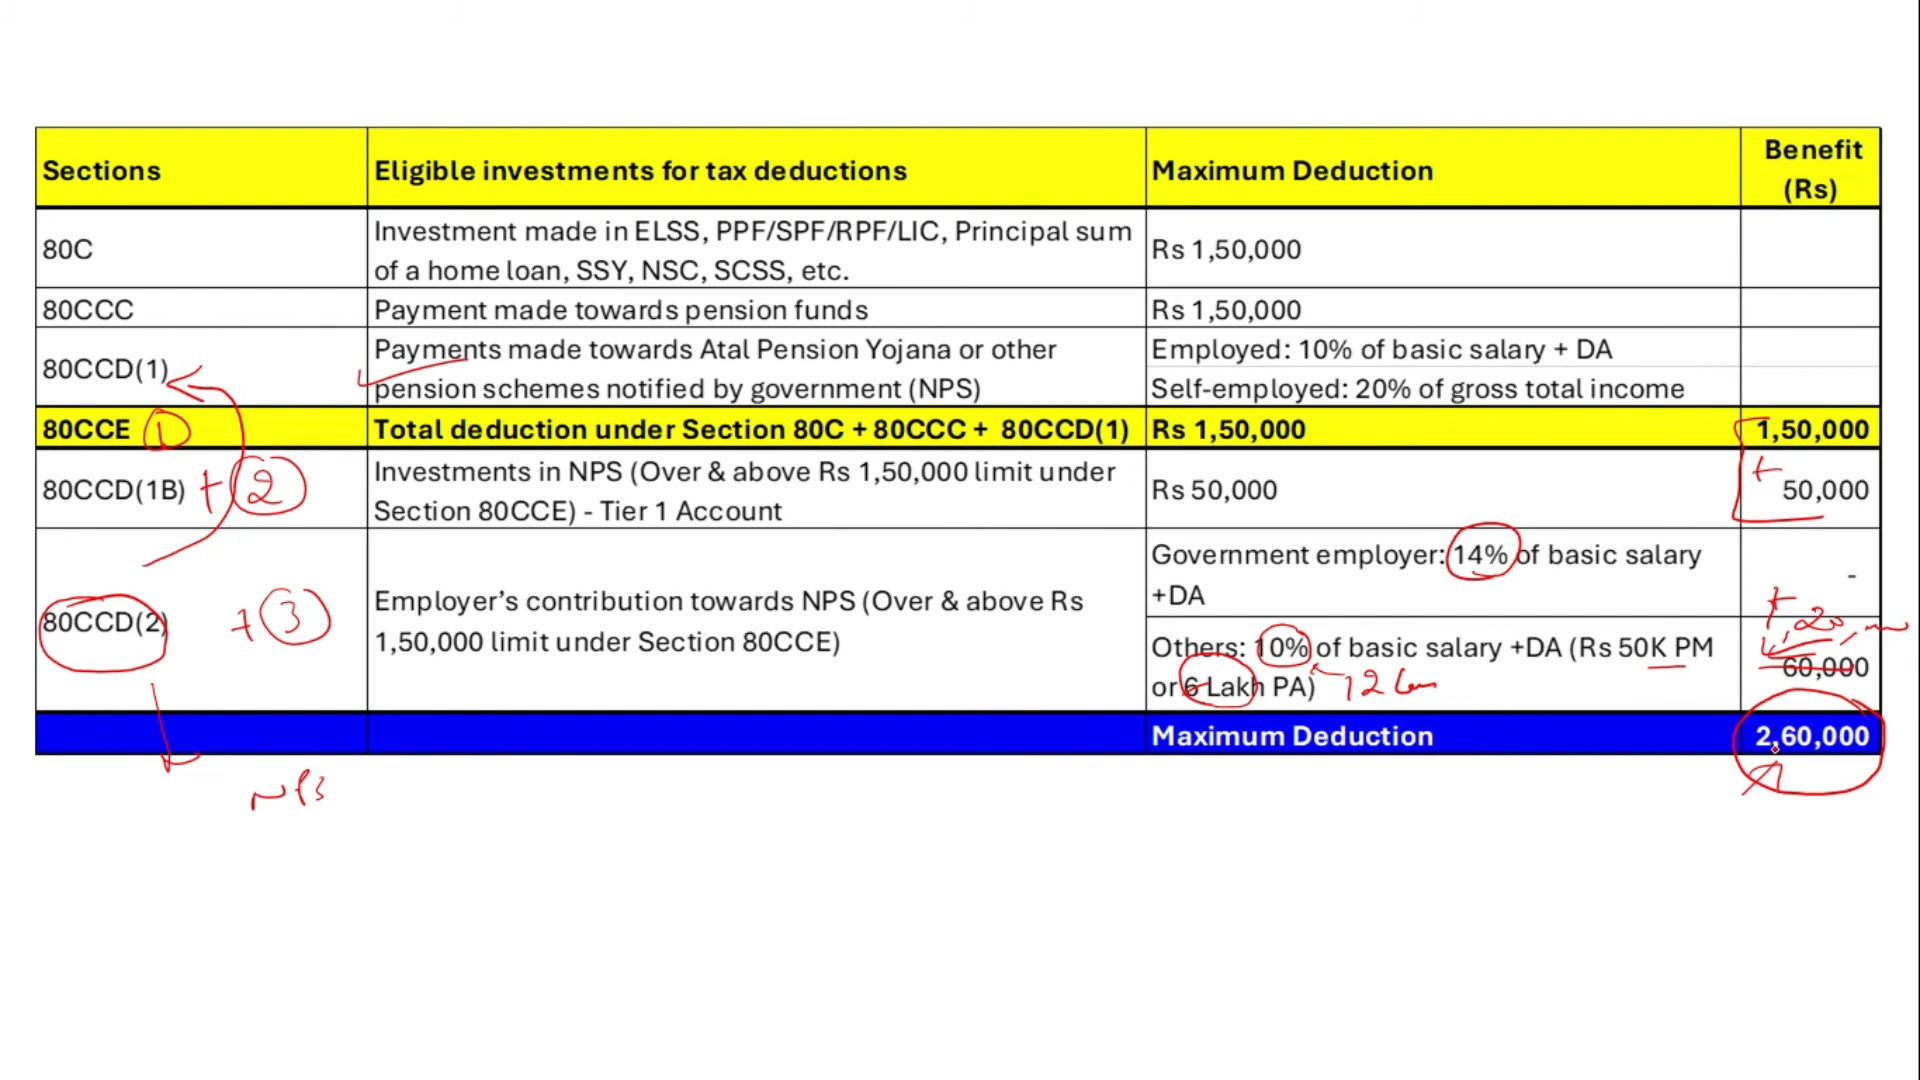 Sections
Eligible investments for tax deductions
Maximum Deduction
Benefit
(Rs)
80C
Investment made in ELSS, PPF/SPF/RPF/LIC, Principal sum
of a home loan, SSY, NSC, SCSS, etc.
Rs 1,50,000
80CCC
Payment made towards pension funds
Rs 1,50,000
80CCD(1)
Payments made towards Atal Pension Yojana or other
pension schemes notified by government (NPS)
Employed: 10% of basic salary + DA
Self-employed: 20% of gross total income
80CCE
1
Total deduction under Section 80C + 80CCC + 80CCD(1)
Rs 1,50,000
1,50,000
80CCD(1B)
+ 2
Investments in NPS (Over & above Rs 1,50,000 limit under
Section 80CCE) - Tier 1 Account
Rs 50,000
+
50,000
80CCD(2)
+ 3
Employer's contribution towards NPS (Over & above Rs
1,50,000 limit under Section 80CCE)
Government employer: 14% of basic salary
+DA
-
Others: 10% of basic salary +DA (Rs 50K PM
or 6 Lakh PA)
12
+
60,000
Maximum Deduction
2,60,000
NPS